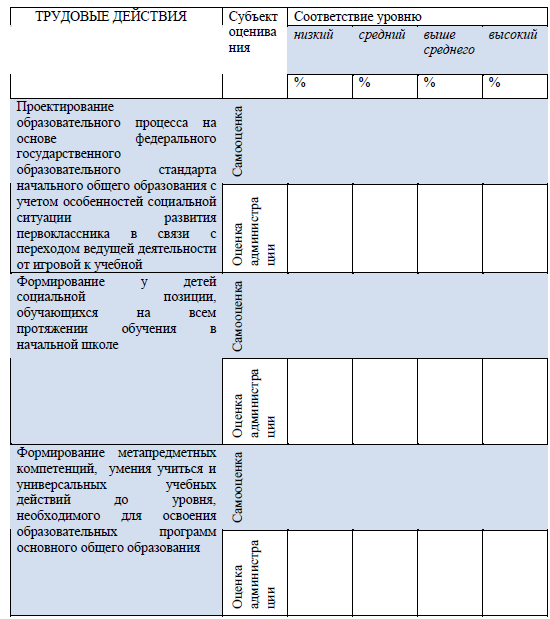 ТРУДОВЫЕ ДЕЙСТВИЯ
Субъект
оценива
ния
Соответствие уровню
низкий
средний
выше
среднего
высокий
%
%
%
%
Проектирование
образовательного процесса на
основе федерального
государственного
образовательного стандарта
начального общего образования с
учетом особенностей социальной
ситуации развития
первоклассника в связи с
переходом ведущей деятельности
от игровой к учебной
Самооценка
Оценка
администра
ции
Формирование у детей
социальной позиции,
обучающихся на всем
протяжении обучения в
начальной школе
Самооценка
Оценка
администра
ции
Формирование метапредметных
компетенций, умения учиться и
универсальных учебных
действий до уровня,
необходимого для освоения
образовательных программ
основного общего образования
Самооценка
Оценка
администра
ции